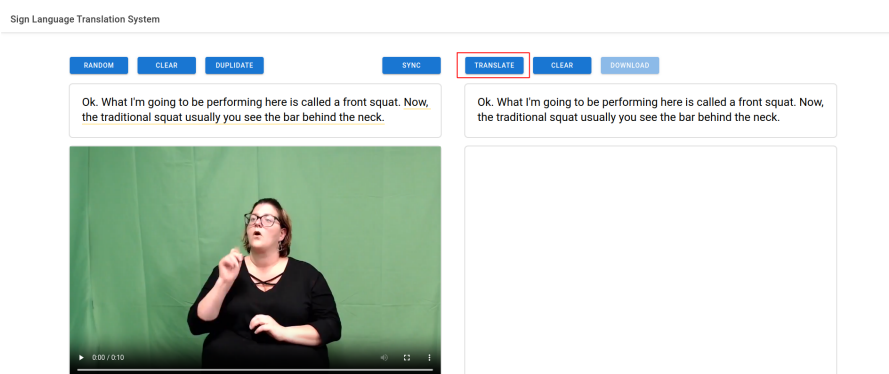 Sign Language Translation System
RANDOM CLEAR DUPLIDATE SYNC TRANSLATE CLEAR DOWNLOAD
Ok. What I'm going to be performing here is called a front squat. Now,
the traditional squat usually you see the bar behind the neck.
Ok. What I'm going to be performing here is called a front squat. Now,
the traditional squat usually you see the bar behind the neck.
0:00 / 0:10